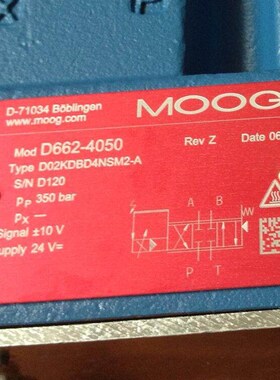 D-71034 Böblingen
www.moog.com
MOOG
Mod D662-4050
Rev Z
Date 06
Type D02KDBD4NSM2-A
S/N D120
pP 350 bar
pX —
Signal ±10 V
Supply 24 V=
A B
P T